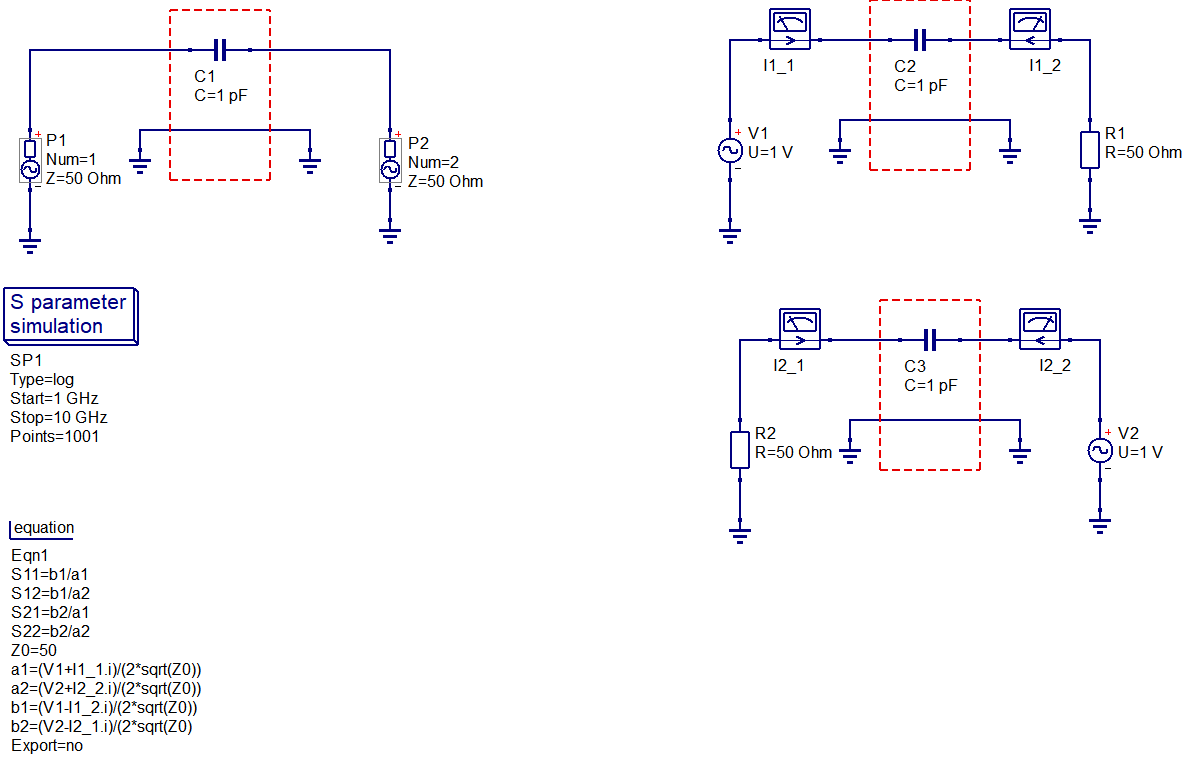 C1
C=1 pF
P1
Num=1
Z=50 Ohm
P2
Num=2
Z=50 Ohm
I1_1
C2
C=1 pF
I1_2
V1
U=1 V
R1
R=50 Ohm
S parameter
simulation
SP1
Type=log
Start=1 GHz
Stop=10 GHz
Points=1001
I2_1
C3
C=1 pF
I2_2
R2
R=50 Ohm
V2
U=1 V
equation
Eqn1
S11=b1/a1
S12=b1/a2
S21=b2/a1
S22=b2/a2
Z0=50
a1=(V1+I1_1.i)/(2*sqrt(Z0))
a2=(V2+I2_2.i)/(2*sqrt(Z0))
b1=(V1-I1_2.i)/(2*sqrt(Z0))
b2=(V2-I2_1.i)/(2*sqrt(Z0)
Export=no